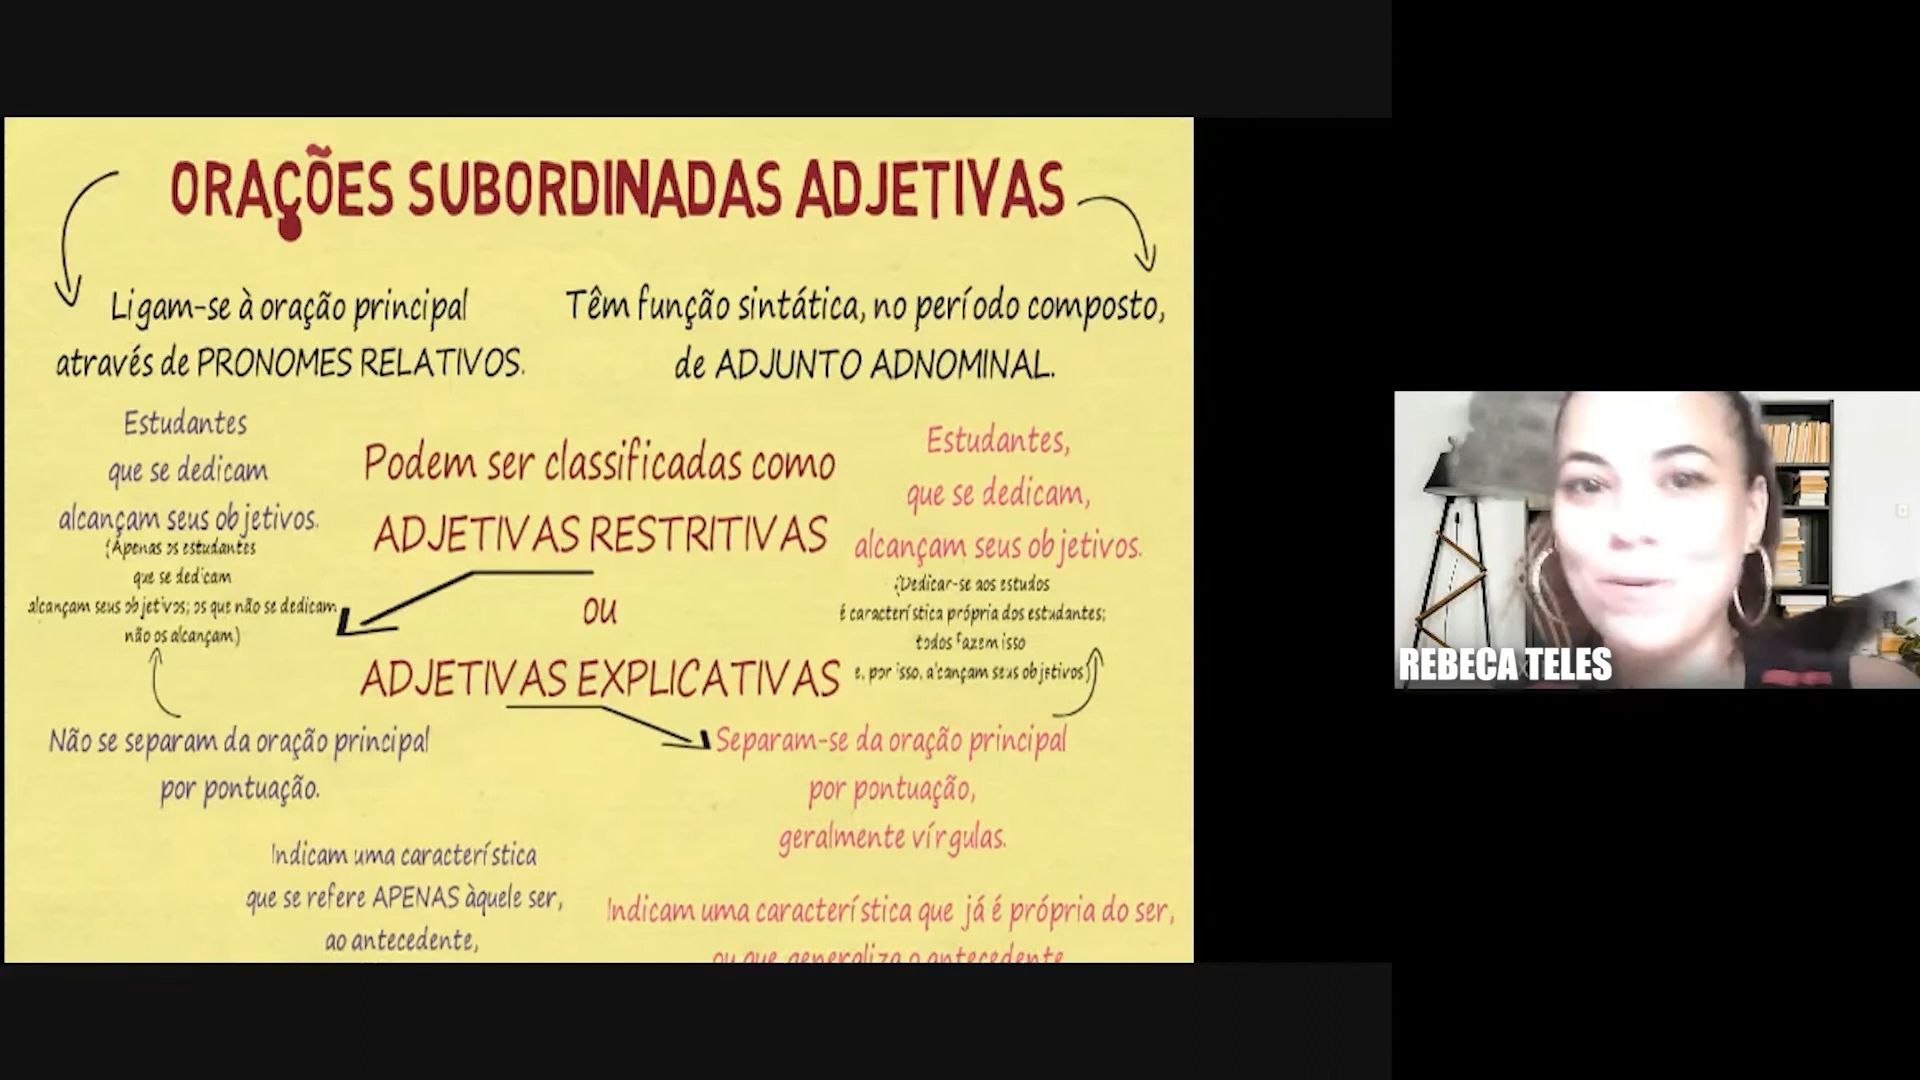 ORAÇÕES SUBORDINADAS ADJETIVAS
Ligam-se à oração principal
através de PRONOMES RELATIVOS.
Têm função sintática, no período composto,
de ADJUNTO ADNOMINAL.
Estudantes
que se dedicam
alcançam seus objetivos.
(Apenas os estudantes
que se dedicam
alcançam seus objetivos; os que não se dedicam
não os alcançam)
Não se separam da oração principal
por pontuação.
Indicam uma característica
que se refere APENAS àquele ser,
ao antecedente,
Podem ser classificadas como
ADJETIVAS RESTRITIVAS
OU
ADJETIVAS EXPLICATIVAS
Estudantes,
que se dedicam,
alcançam seus objetivos.
(Dedicar-se aos estudos
é característica própria dos estudantes;
todos fazem isso
e, por isso, alcançam seus objetivos)
Separam-se da oração principal
por pontuação,
geralmente vírgulas.
Indicam uma característica que já é própria do ser,
ou que generaliza o antecedente
REBECA TELES